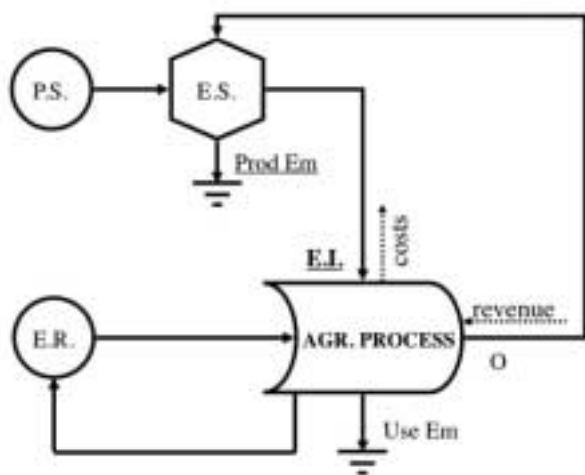 P.S.
E.S.
Prod Em
costs
E.I.
revenue
E.R.
AGR. PROCESS
O
Use Em